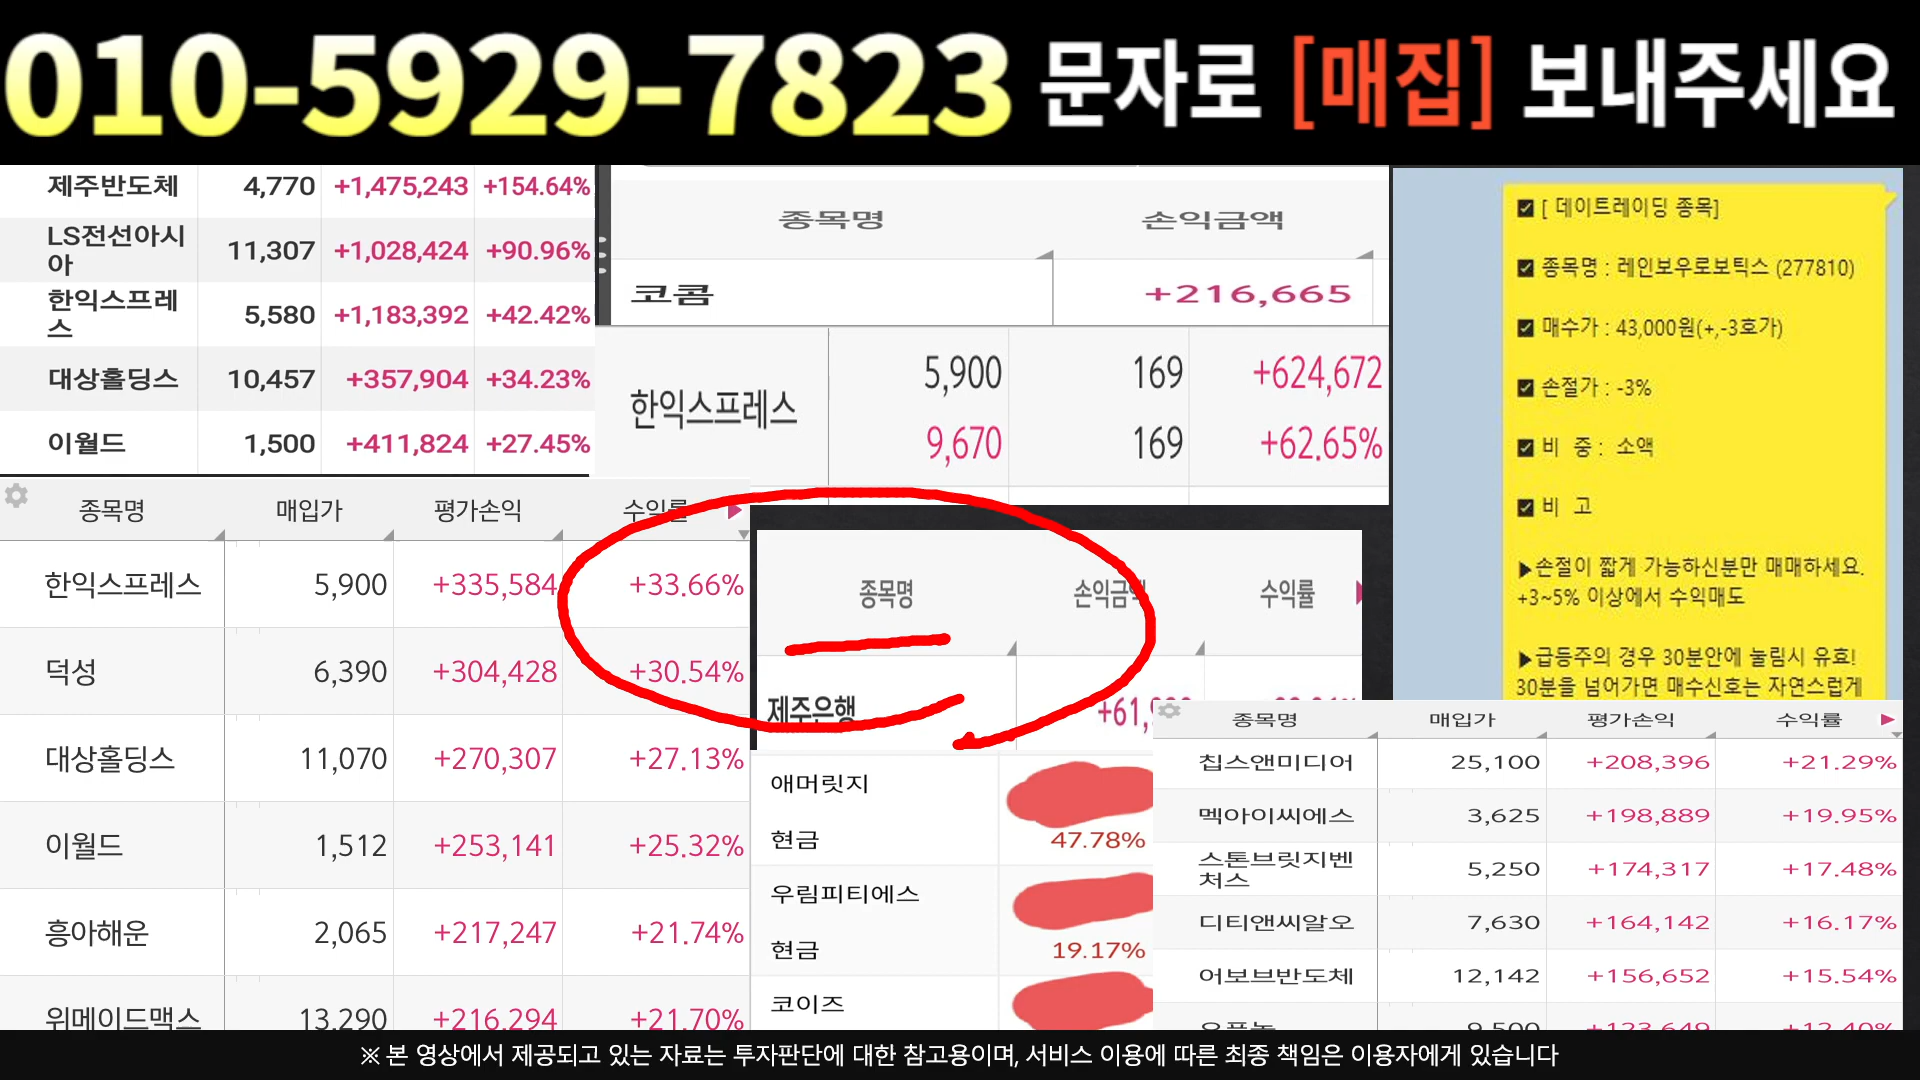 010-5929-7823 문자로 [매집] 보내주세요
제주반도체 4,770 +1,475,243 +154.64%
LS전선아시아 11,307 +1,028,424 +90.96%
한익스프레스 5,580 +1,183,392 +42.42%
대상홀딩스 10,457 +357,904 +34.23%
이월드 1,500 +411,824 +27.45%
종목명 손익금액
코콤 +216,665
한익스프레스 5,900 169 +624,672
9,670 169 +62.65%
☑ [ 데이트레이딩 종목]
☑ 종목명 : 레인보우로보틱스 (277810)
☑ 매수가 : 43,000원(+,-3호가)
☑ 손절가 : -3%
☑ 비 중 : 소액
☑ 비 고
▶손절이 짧게 가능하신분만 매매하세요.
+3~5% 이상에서 수익매도
▶급등주의 경우 30분안에 눌림시 유효!
30분을 넘어가면 매수신호는 자연스럽게
종목명 매입가 평가손익 수익률
한익스프레스 5,900 +335,584 +33.66%
덕성 6,390 +304,428 +30.54%
대상홀딩스 11,070 +270,307 +27.13%
이월드 1,512 +253,141 +25.32%
흥아해운 2,065 +217,247 +21.74%
위메이드맥스 13,290 +216,294 +21.70%
종목명 손익금액 수익률
제주은행
애머릿지
현금 47.78%
우림피티에스
현금 19.17%
코이즈
종목명 매입가 평가손익 수익률
칩스앤미디어 25,100 +208,396 +21.29%
멕아이씨에스 3,625 +198,889 +19.95%
스톤브릿지벤처스 5,250 +174,317 +17.48%
디티앤씨알오 7,630 +164,142 +16.17%
어보브반도체 12,142 +156,652 +15.54%
※ 본 영상에서 제공되고 있는 자료는 투자판단에 대한 참고용이며, 서비스 이용에 따른 최종 책임은 이용자에게 있습니다